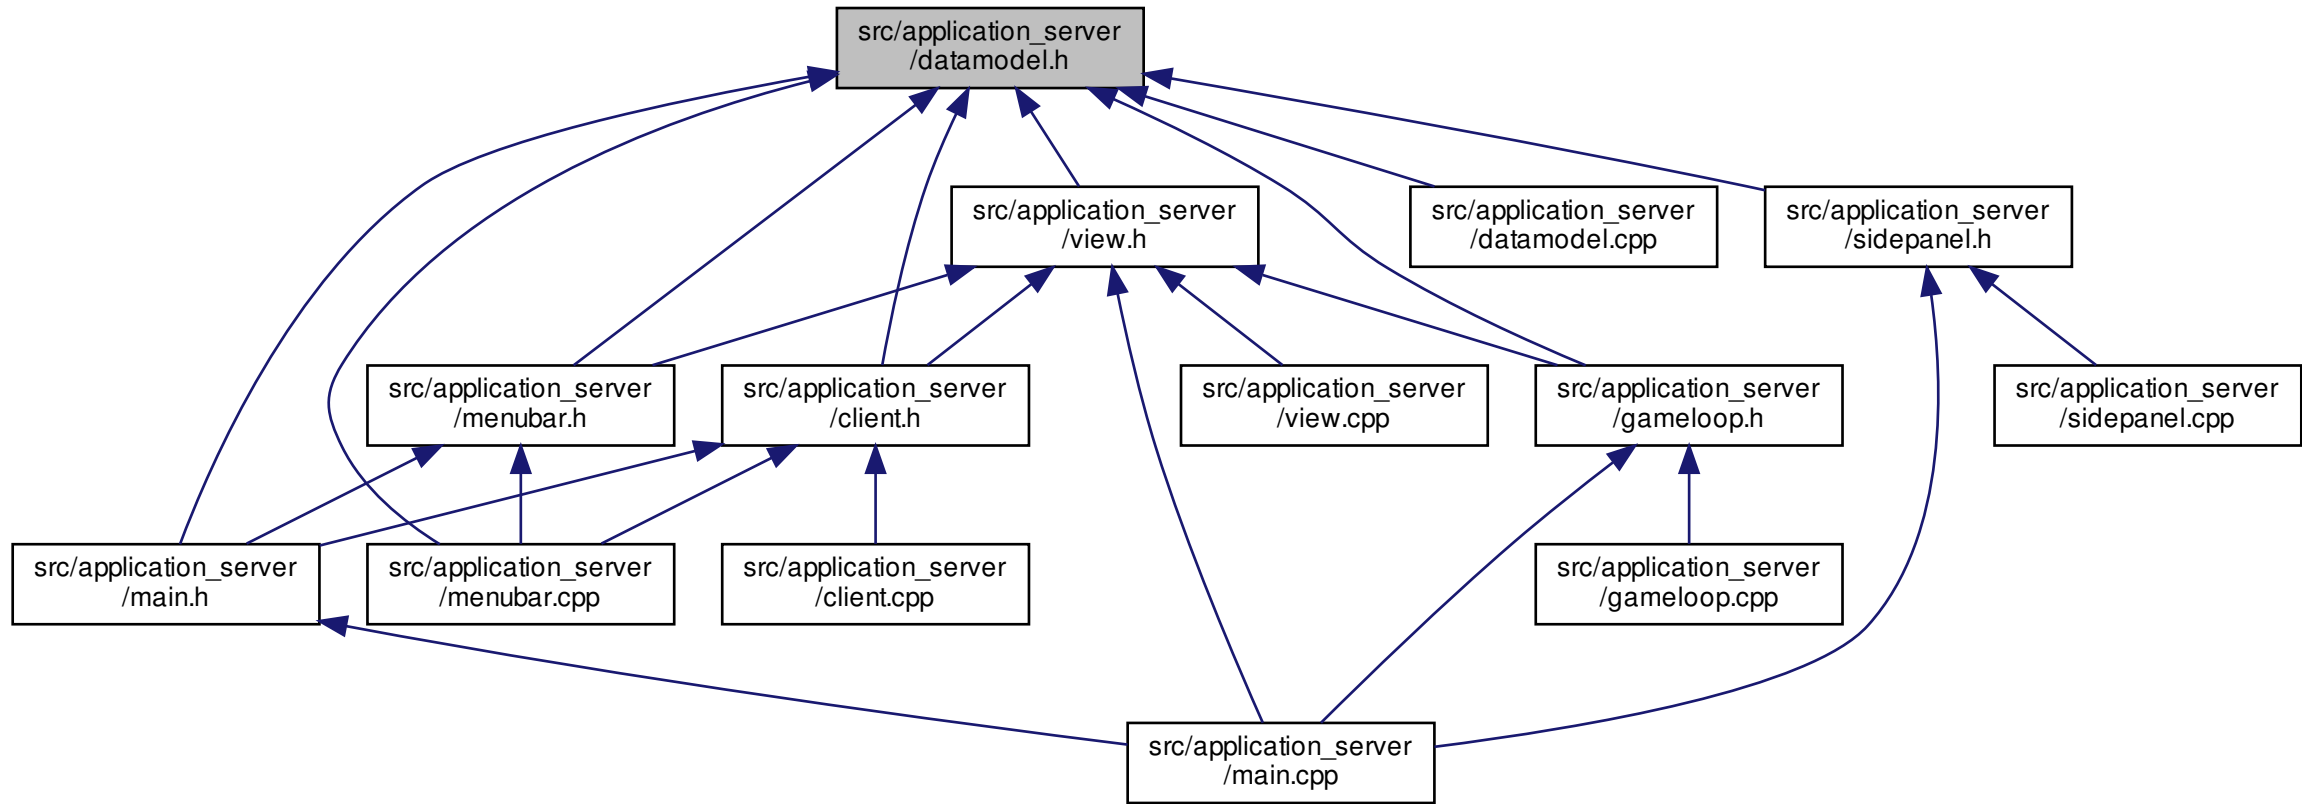 src/application_server
/datamodel.h
src/application_server
/view.h
src/application_server
/datamodel.cpp
src/application_server
/sidepanel.h
src/application_server
/menubar.h
src/application_server
/client.h
src/application_server
/view.cpp
src/application_server
/gameloop.h
src/application_server
/sidepanel.cpp
src/application_server
/main.h
src/application_server
/menubar.cpp
src/application_server
/client.cpp
src/application_server
/gameloop.cpp
src/application_server
/main.cpp